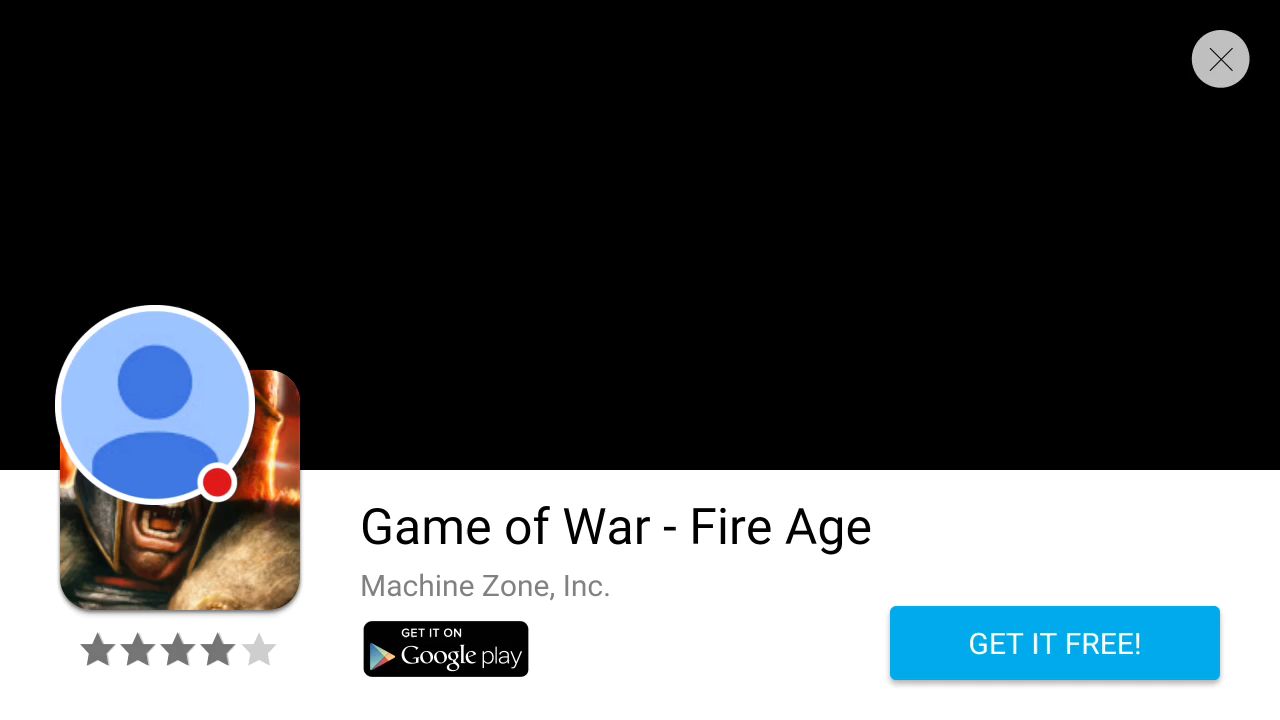 Game of War - Fire Age
Machine Zone, Inc.
GET IT ON
Google play
GET IT FREE!